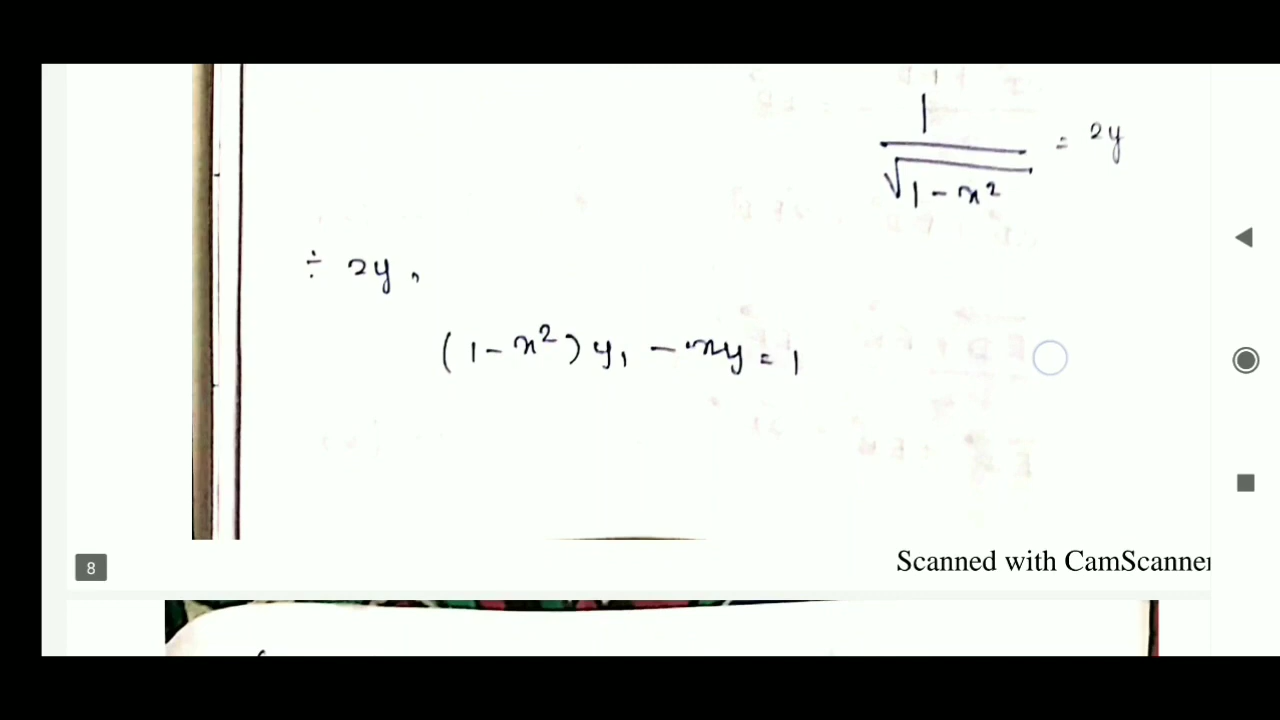 1
―――― = 2y
√1-x²
÷ 2y,
(1-x²) y₁ - xy = 1
8
Scanned with CamScanner